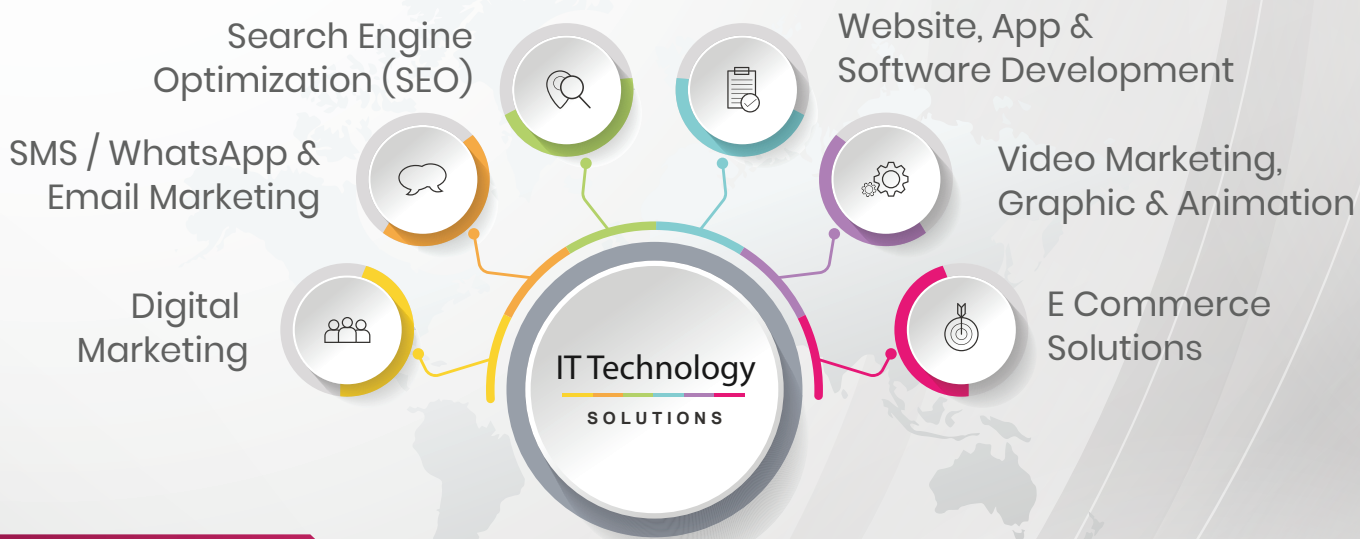 Search Engine
Optimization (SEO)
Website, App &
Software Development
SMS / WhatsApp &
Email Marketing
Video Marketing,
Graphic & Animation
Digital
Marketing
E Commerce
Solutions
IT Technology
SOLUTIONS